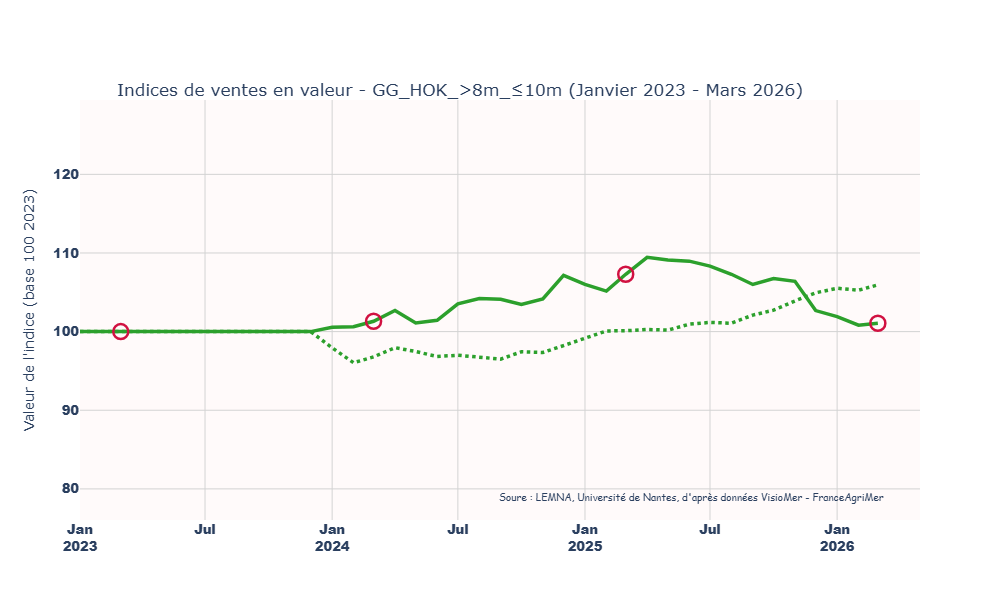 Indices de ventes en valeur - GG_HOK_>8m_≤10m (Janvier 2023 - Mars 2026)
Valeur de l'Indice (base 100 2023)
120
110
100
90
80
Soure : LEMNA, Université de Nantes, d'après données VisioMer - FranceAgriMer
Jan Jul Jan Jul Jan Jul Jan
2023 2024 2025 2026